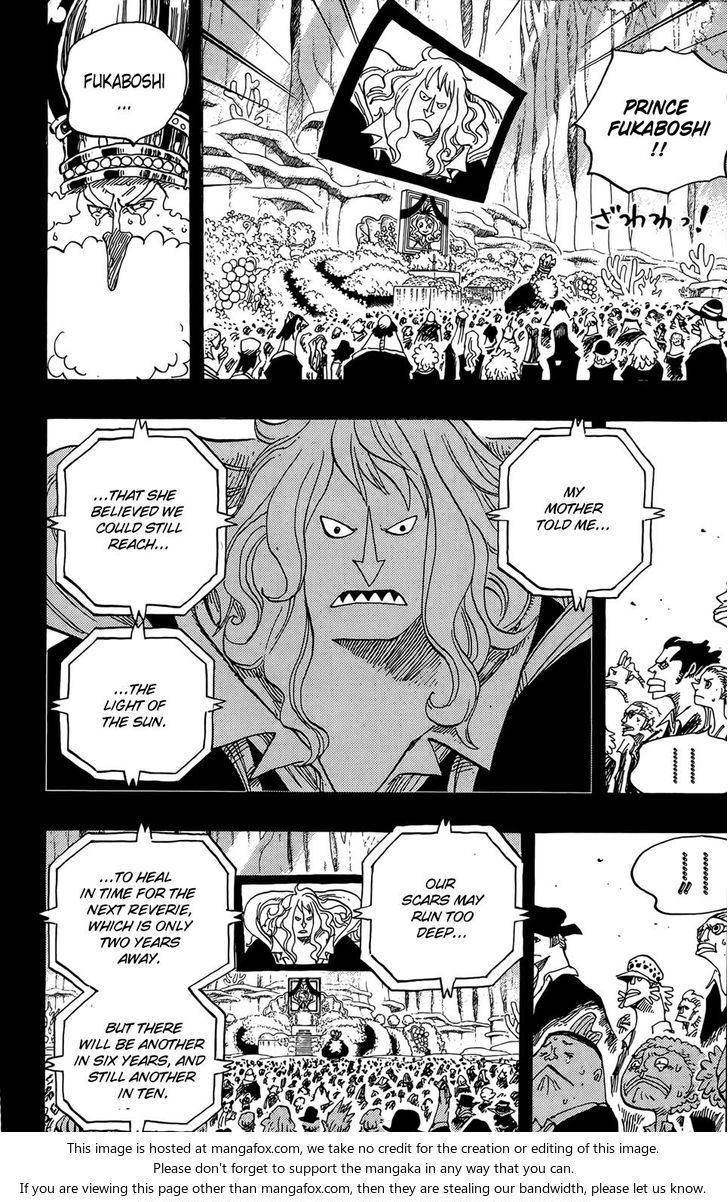 PRINCE
FUKABOSHI
!!
ざわわっ!
FUKABOSHI
...
MY
MOTHER
TOLD ME...
...THAT SHE
BELIEVED WE
COULD STILL
REACH...
...THE
LIGHT OF
THE SUN.
!!
OUR
SCARS MAY
RUN TOO
DEEP...
...TO HEAL
IN TIME FOR THE
NEXT REVERIE,
WHICH IS ONLY
TWO YEARS
AWAY.
BUT THERE
WILL BE ANOTHER
IN SIX YEARS, AND
STILL ANOTHER
IN TEN.
This image is hosted at mangafox.com, we take no credit for the creation or editing of this image.
Please don't forget to support the mangaka in any way that you can.
If you are viewing this page other than mangafox.com, then they are stealing our bandwidth, please let us know.